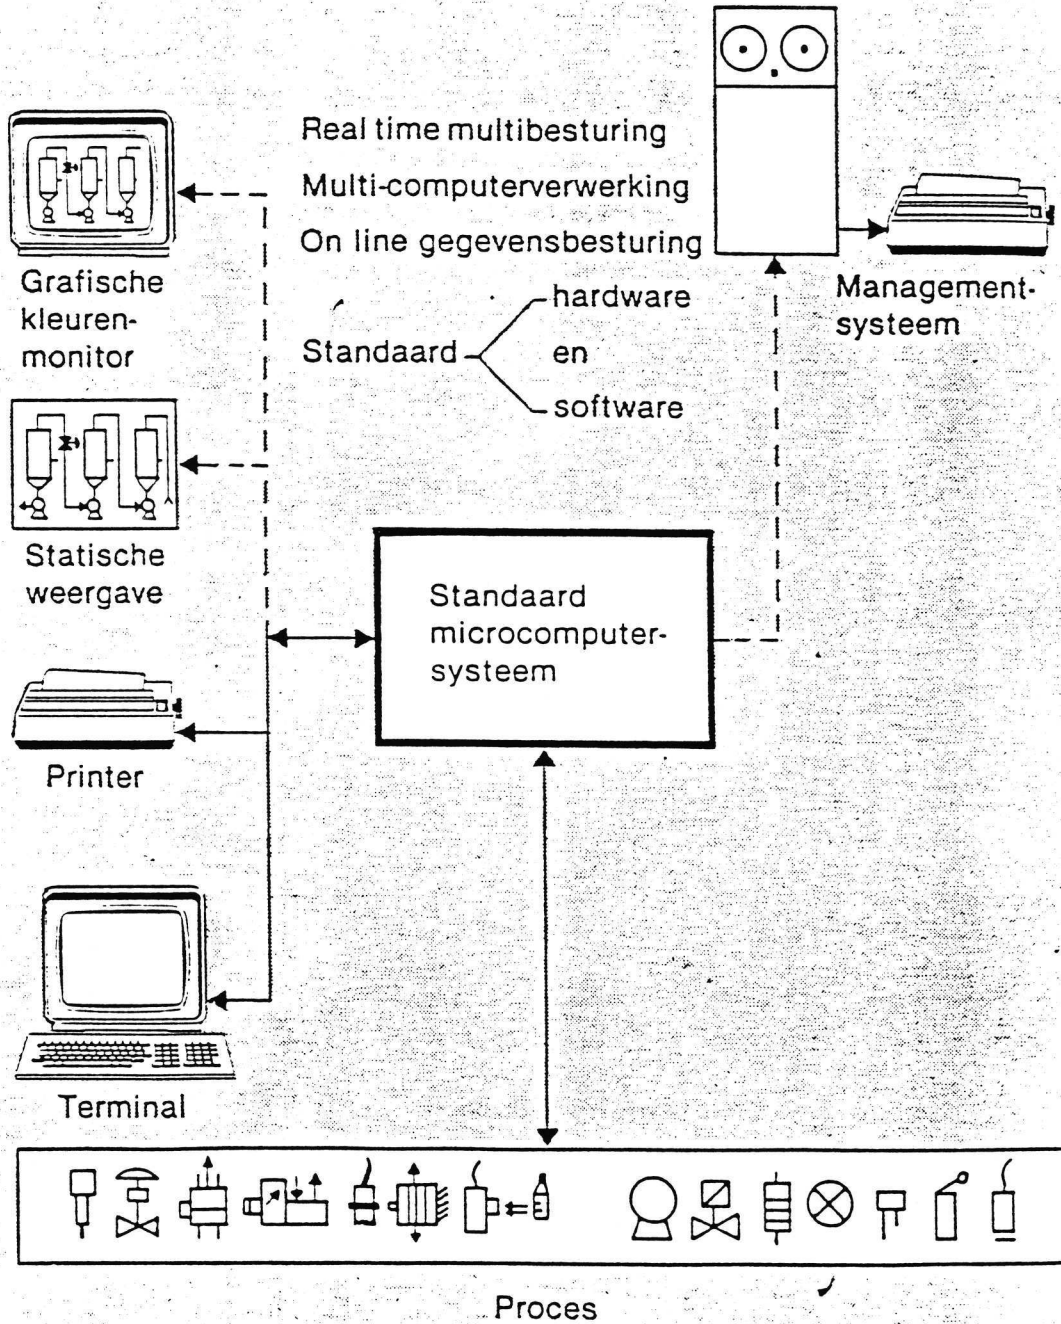 Real time multibesturing
Multi-computerverwerking
On line gegevensbesturing
Standaard
hardware
en
software
Grafische
kleuren-
monitor
Management-
systeem
Statische
weergave
Standaard
microcomputer-
systeem
Printer
Terminal
Proces